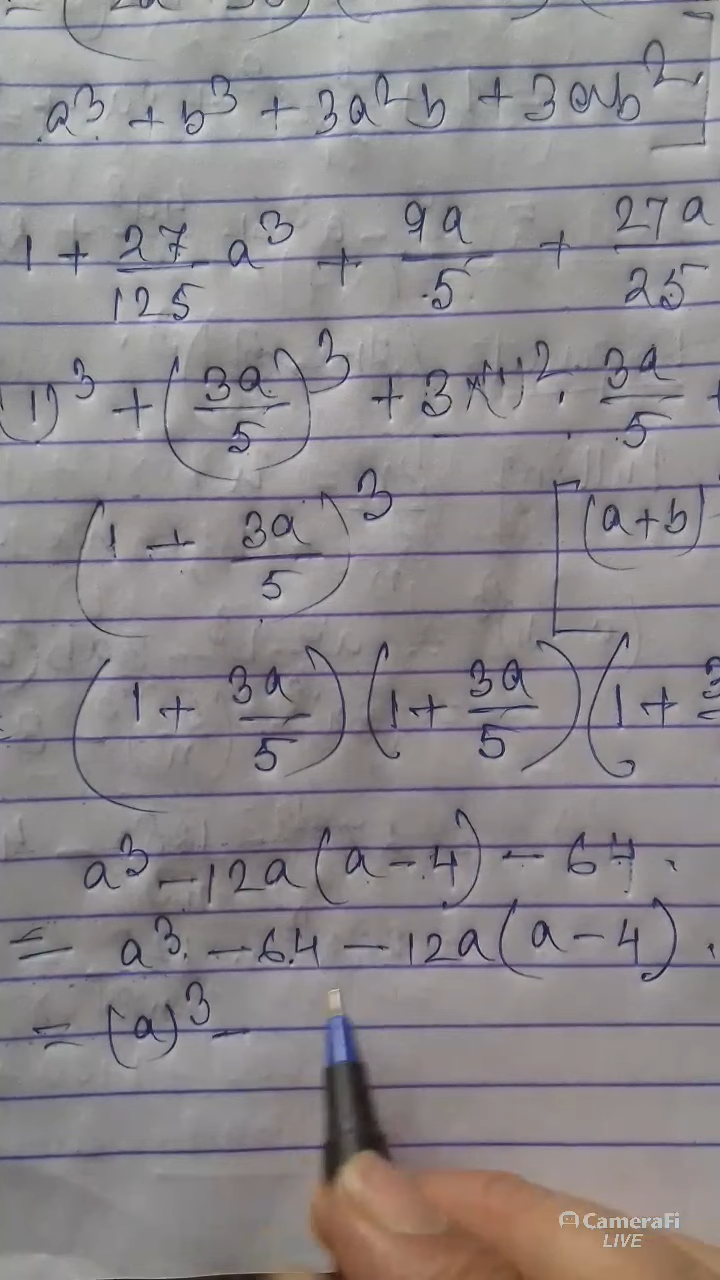 a³ + b³ + 3a²b + 3ab²]
1 + 27/125 a³ + 9a/5 + 27a/25
(1)³ + (3a/5)³ + 3×(1)² · 3a/5 +
(1 + 3a/5)³ [(a+b)
= (1 + 3a/5)(1 + 3a/5)(1 + 3
a³ - 12a(a - 4) - 64.
= a³ - 64 - 12a(a - 4).
= (a)³ -
CameraFi
LIVE